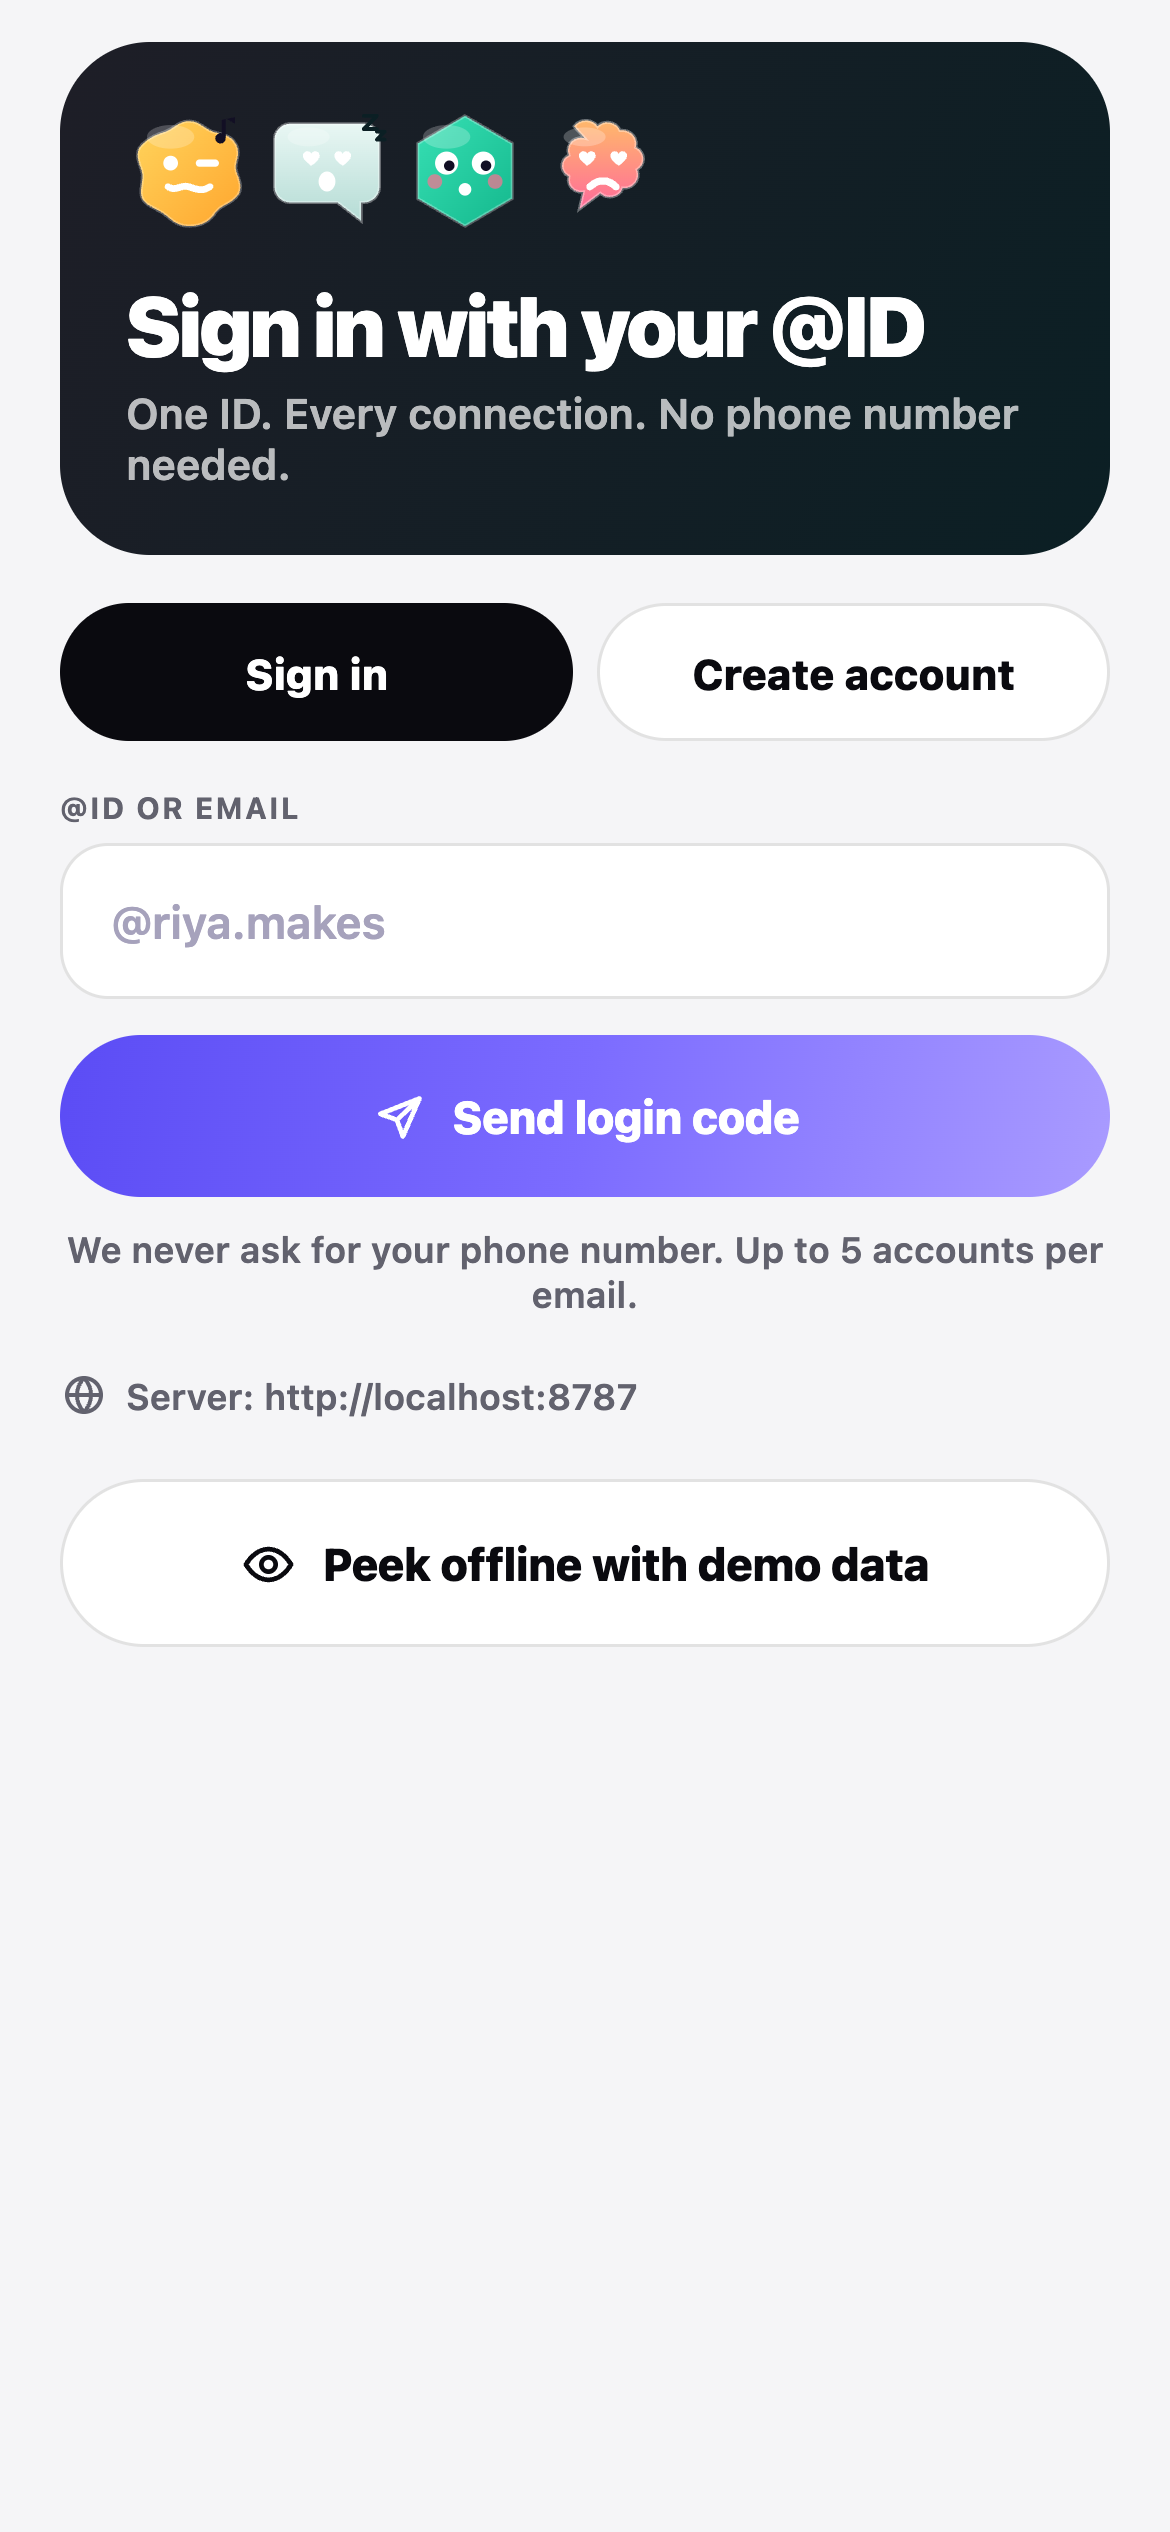 Sign in with your @ID
One ID. Every connection. No phone number
needed.
Sign in
Create account
@ID OR EMAIL
@riya.makes
Send login code
We never ask for your phone number. Up to 5 accounts per
email.
Server: http://localhost:8787
Peek offline with demo data